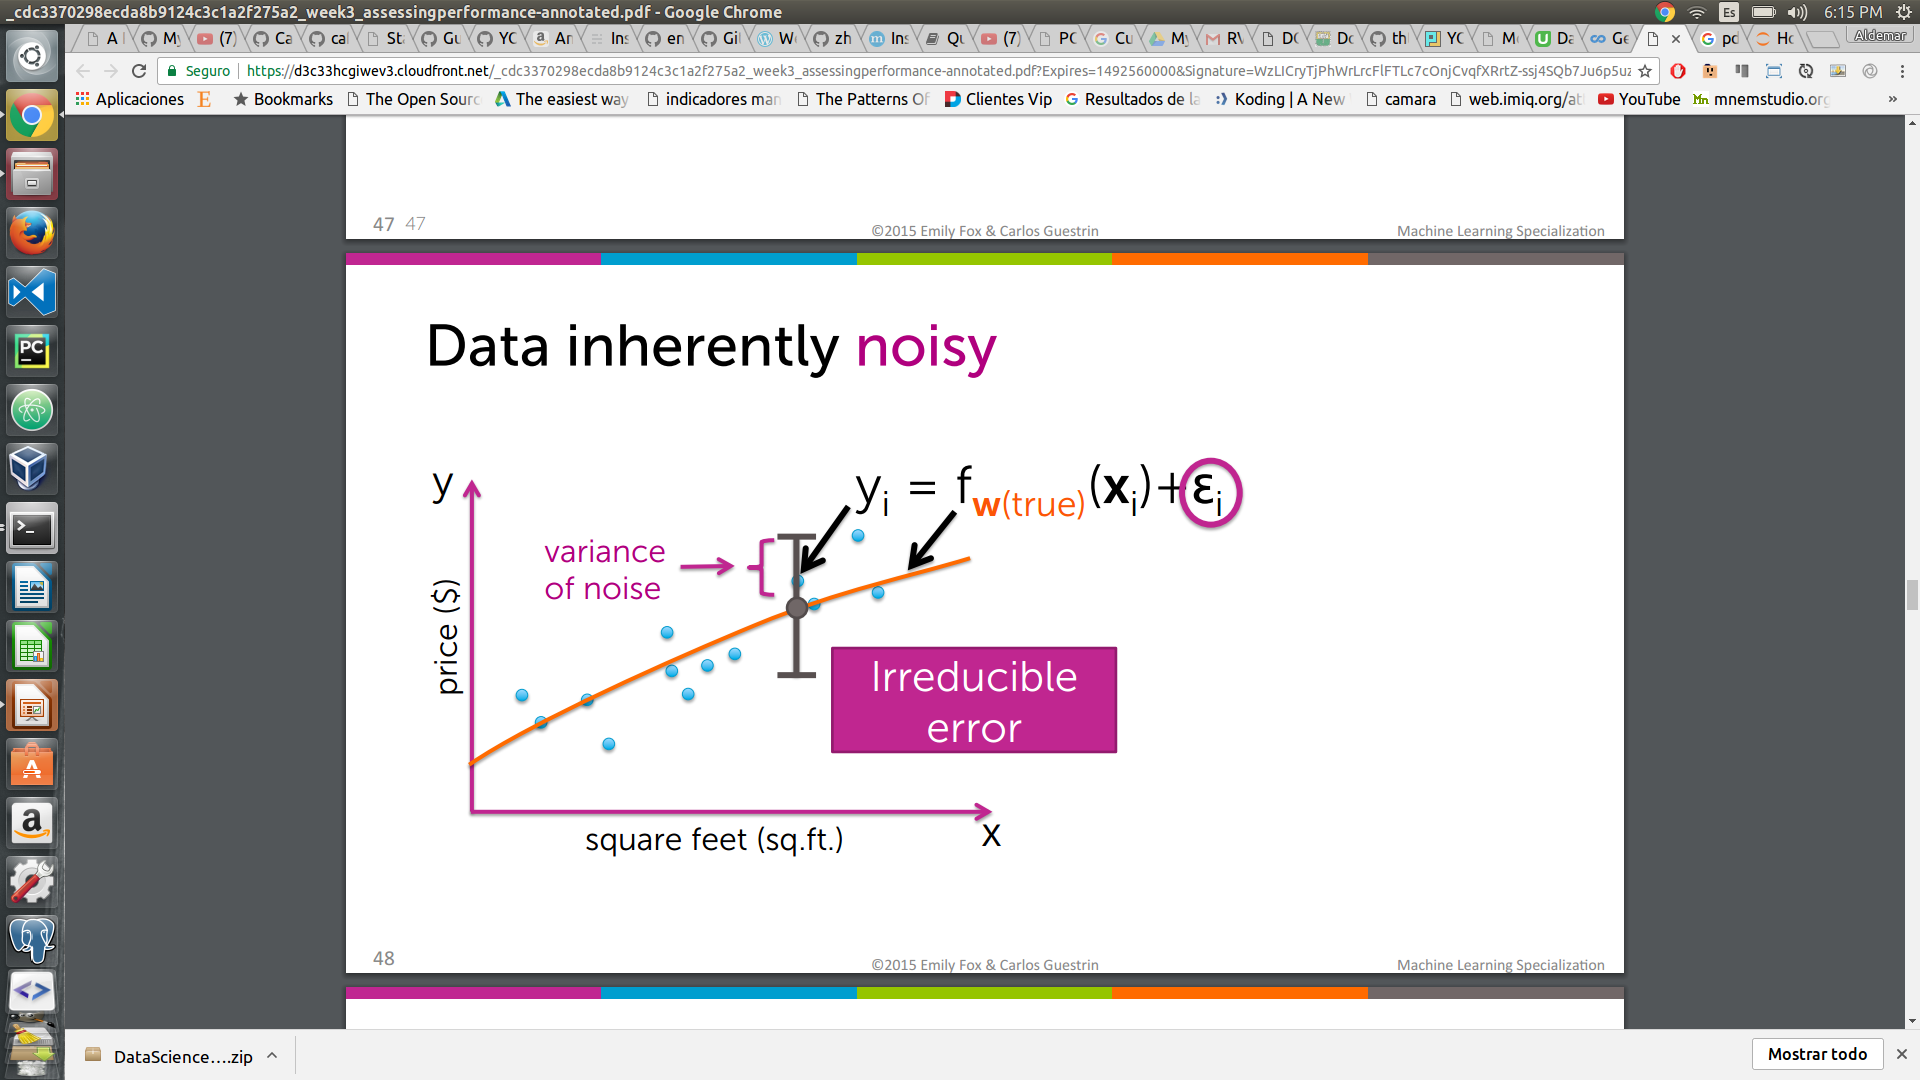 _cdc3370298ecda8b9124c3c1a2f275a2_week3_assessingperformance-annotated.pdf - Google Chrome
Es
6:15 PM
Aldemar
Seguro
https://d3c33hcgiwev3.cloudfront.net/_cdc3370298ecda8b9124c3c1a2f275a2_week3_assessingperformance-annotated.pdf?Expires=1492560000&Signature=
Aplicaciones
Bookmarks
The Open Sourc
The easiest way
indicadores man
The Patterns Of
Clientes Vip
Resultados de la
Koding | A New
camara
web.imiq.org/at
YouTube
mnemstudio.org
»
47 47
©2015 Emily Fox & Carlos Guestrin
Machine Learning Specialization
Data inherently noisy
y
yi = fw(true)(xi)+εi
variance
of noise
price ($)
Irreducible
error
square feet (sq.ft.)
x
48
©2015 Emily Fox & Carlos Guestrin
Machine Learning Specialization
DataScience....zip
Mostrar todo